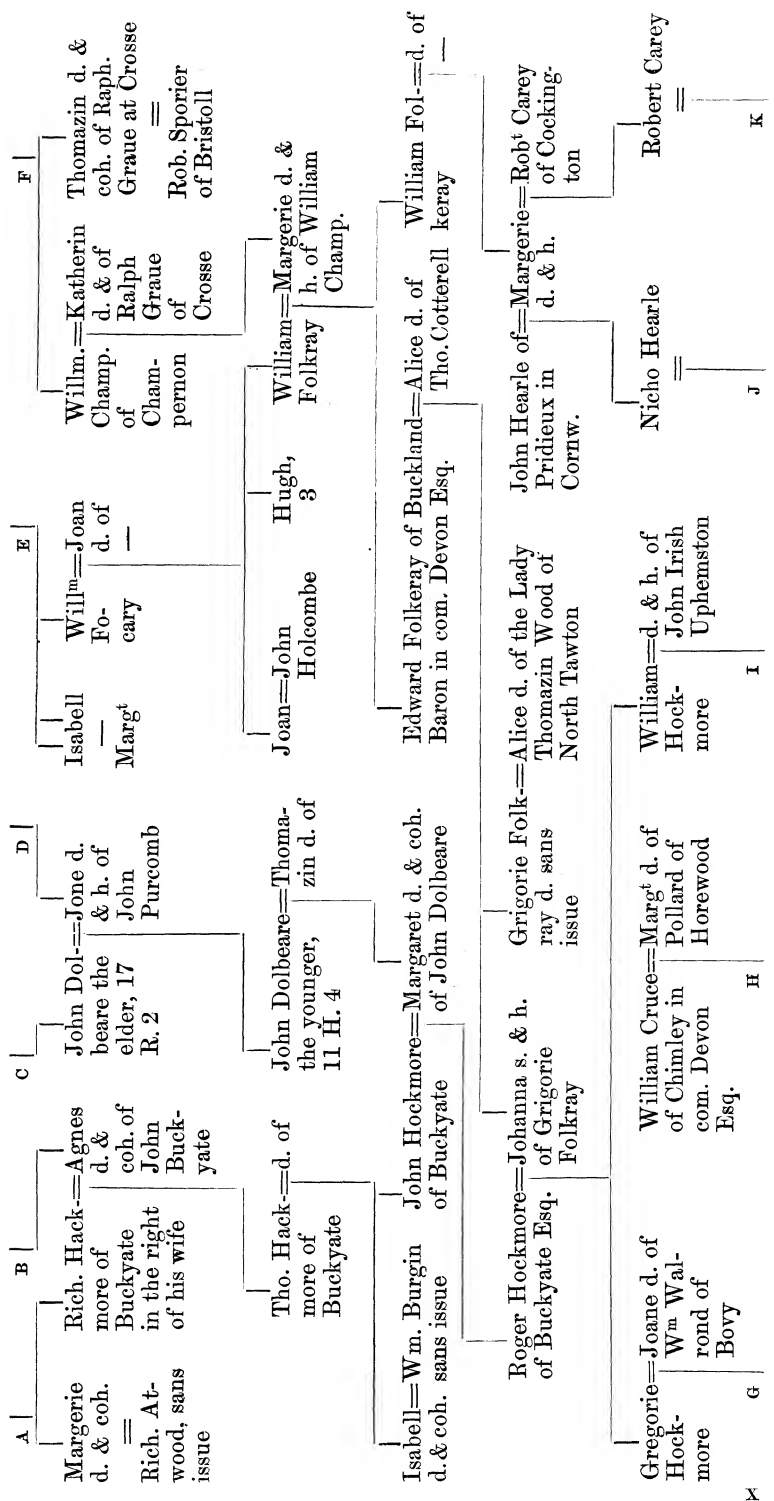 A
B
C
D
E
F
Margerie
d. & coh.
=
Rich. At-
wood, sans
issue
Rich. Hack-=Agnes
more of d. &
Buckyate coh. of
in the right John
of his wife Buck-
yate
John Dol-=Jone d.
beare the & h. of
elder, 17 John
R. 2 Purcomb
Isabell
—
Margt
Willm=Joan
Fo- d. of
cary —
Willm.=Katherin
Champ. d. & of
of Ralph
Cham- Graue
pernon of
Crosse
Thomazin d. &
coh. of Raph.
Graue at Crosse
=
Rob. Sporier
of Bristoll
Tho. Hack-=d. of
more of
Buckyate
John Dolbeare=Thoma-
the younger, zin d. of
11 H. 4
Joan=John
Holcombe
Hugh,
3
William=Margerie d. &
Folkray h. of William
Champ.
Isabell=Wm. Burgin
d. & coh. sans issue
John Hockmore=Margaret d. & coh.
of Buckyate of John Dolbeare
Edward Folkeray of Buckland=Alice d. of
Baron in com. Devon Esq. Tho. Cotterell
William Fol-=d. of
keray —
Roger Hockmore=Johanna s. & h.
of Buckyate Esq. of Grigorie
Folkray
Grigorie Folk-=Alice d. of the Lady
ray d. sans Thomazin Wood of
issue North Tawton
John Hearle of=Margerie=Robt Carey
Pridieux in d. & h. of Cocking-
Cornw. ton
Gregorie=Joane d. of
Hock- Wm Wal-
more rond of
Bovy
William Cruce=Margt d. of
of Chimley in Pollard of
com. Devon Horewood
Esq.
William=d. & h. of
Hock- John Irish
more Uphemston
Nicho Hearle
=
Robert Carey
=
G
H
I
J
K
X